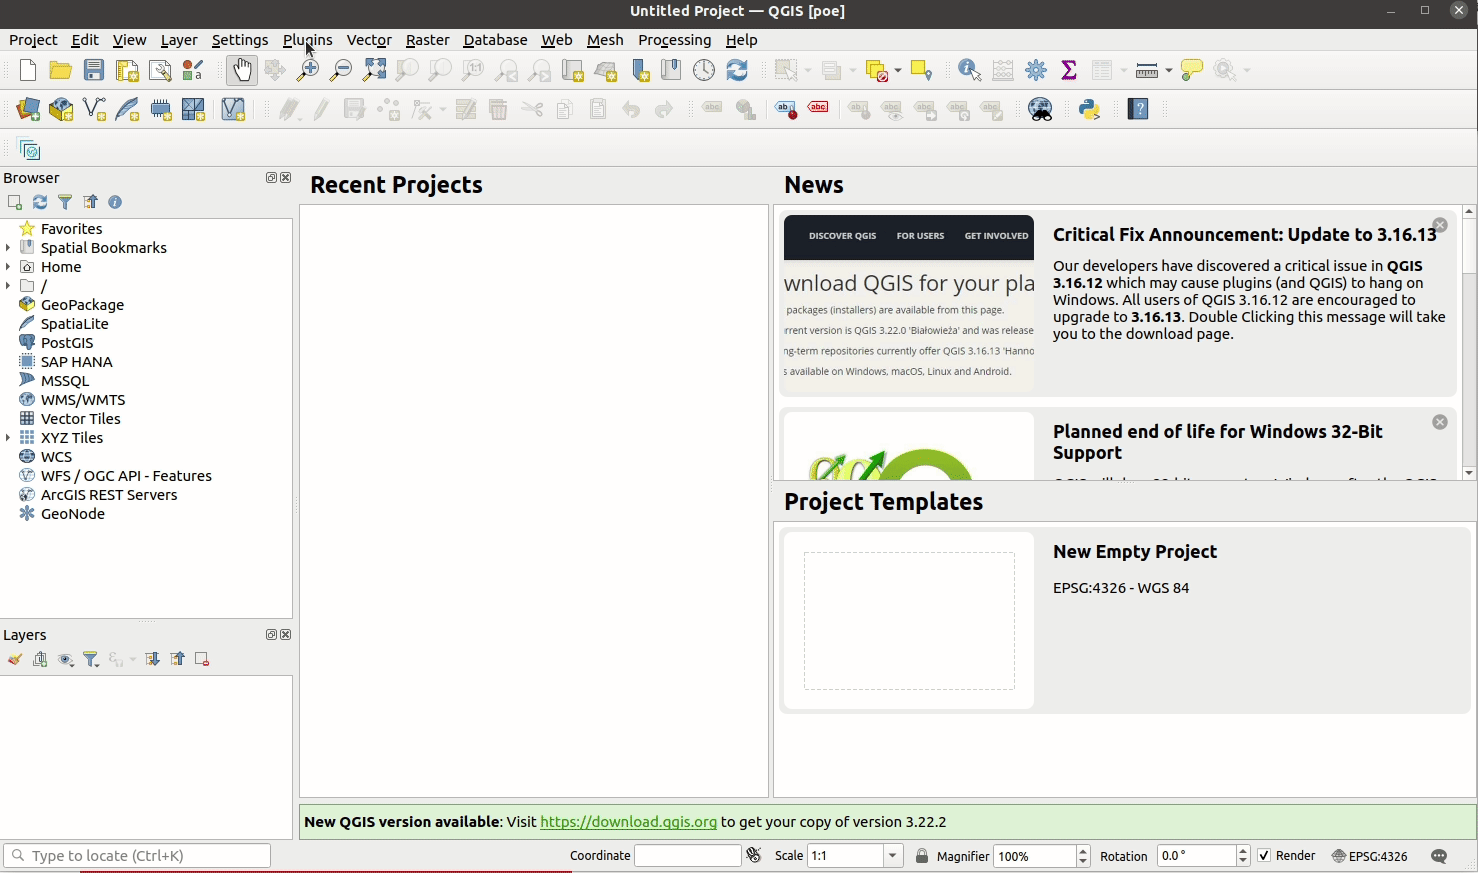 Untitled Project — QGIS [poe]
Project Edit View Layer Settings Plugins Vector Raster Database Web Mesh Processing Help
Browser
Favorites
Spatial Bookmarks
Home
/
GeoPackage
SpatiaLite
PostGIS
SAP HANA
MSSQL
WMS/WMTS
Vector Tiles
XYZ Tiles
WCS
WFS / OGC API - Features
ArcGIS REST Servers
GeoNode
Layers
Recent Projects
News
DISCOVER QGIS FOR USERS GET INVOLVED
wnload QGIS for your pla
packages (installers) are available from this page.
rrent version is QGIS 3.22.0 'Białowieża' and was release
ng-term repositories currently offer QGIS 3.16.13 'Hanno
s available on Windows, macOS, Linux and Android.
Critical Fix Announcement: Update to 3.16.13
Our developers have discovered a critical issue in QGIS
3.16.12 which may cause plugins (and QGIS) to hang on
Windows. All users of QGIS 3.16.12 are encouraged to
upgrade to 3.16.13. Double Clicking this message will take
you to the download page.
Planned end of life for Windows 32-Bit
Support
Project Templates
New Empty Project
EPSG:4326 - WGS 84
New QGIS version available: Visit https://download.qgis.org to get your copy of version 3.22.2
Type to locate (Ctrl+K)
Coordinate Scale 1:1 Magnifier 100% Rotation 0.0 ° Render EPSG:4326